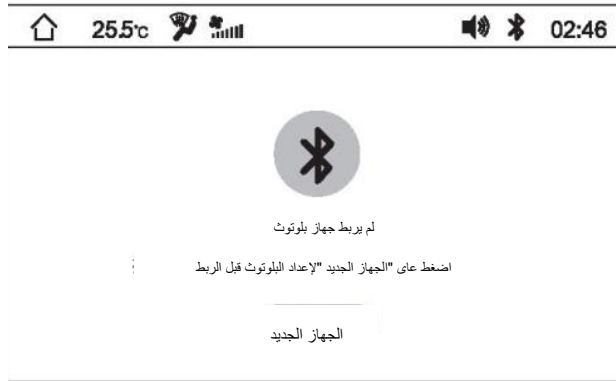 25.5°c 02:46
لم يربط جهاز بلوتوث
اضغط عاى "الجهاز الجديد "لإعداد البلوتوث قبل الربط
الجهاز الجديد